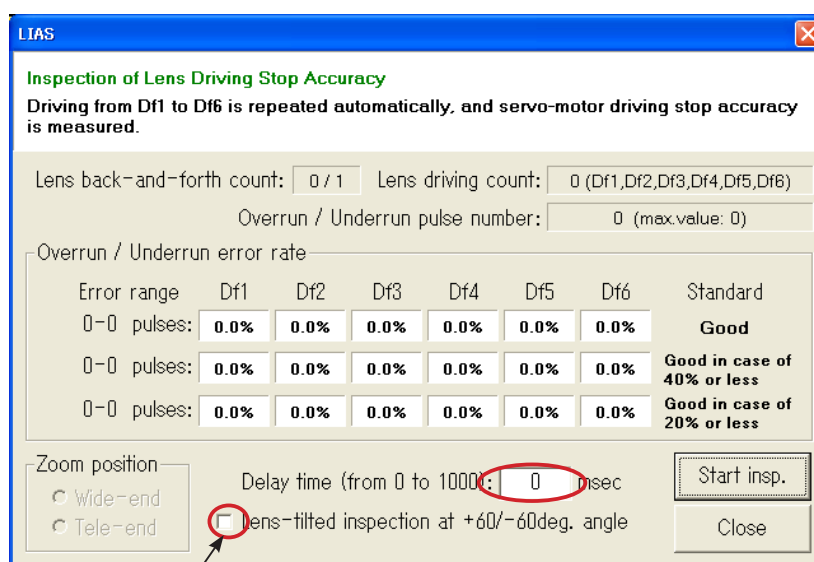 LIAS
Inspection of Lens Driving Stop Accuracy
Driving from Df1 to Df6 is repeated automatically, and servo-motor driving stop accuracy
is measured.
Lens back-and-forth count: 0 / 1 Lens driving count: 0 (Df1,Df2,Df3,Df4,Df5,Df6)
Overrun / Underrun pulse number: 0 (max.value: 0)
Overrun / Underrun error rate
Error range Df1 Df2 Df3 Df4 Df5 Df6 Standard
0-0 pulses: 0.0% 0.0% 0.0% 0.0% 0.0% 0.0% Good
0-0 pulses: 0.0% 0.0% 0.0% 0.0% 0.0% 0.0% Good in case of
40% or less
0-0 pulses: 0.0% 0.0% 0.0% 0.0% 0.0% 0.0% Good in case of
20% or less
Zoom position
Wide-end
Tele-end
Delay time (from 0 to 1000): 0 msec
Lens-tilted inspection at +60/-60deg. angle
Start insp.
Close